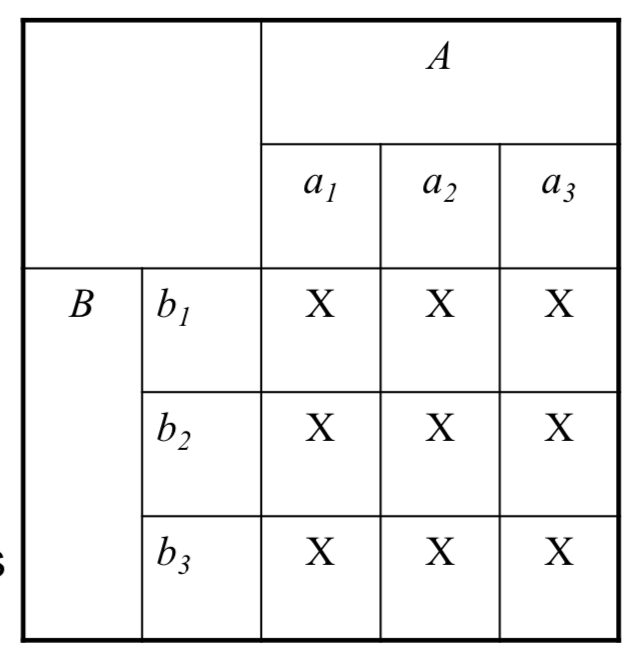 A
a1 a2 a3
B b1 X X X
b2 X X X
s b3 X X X